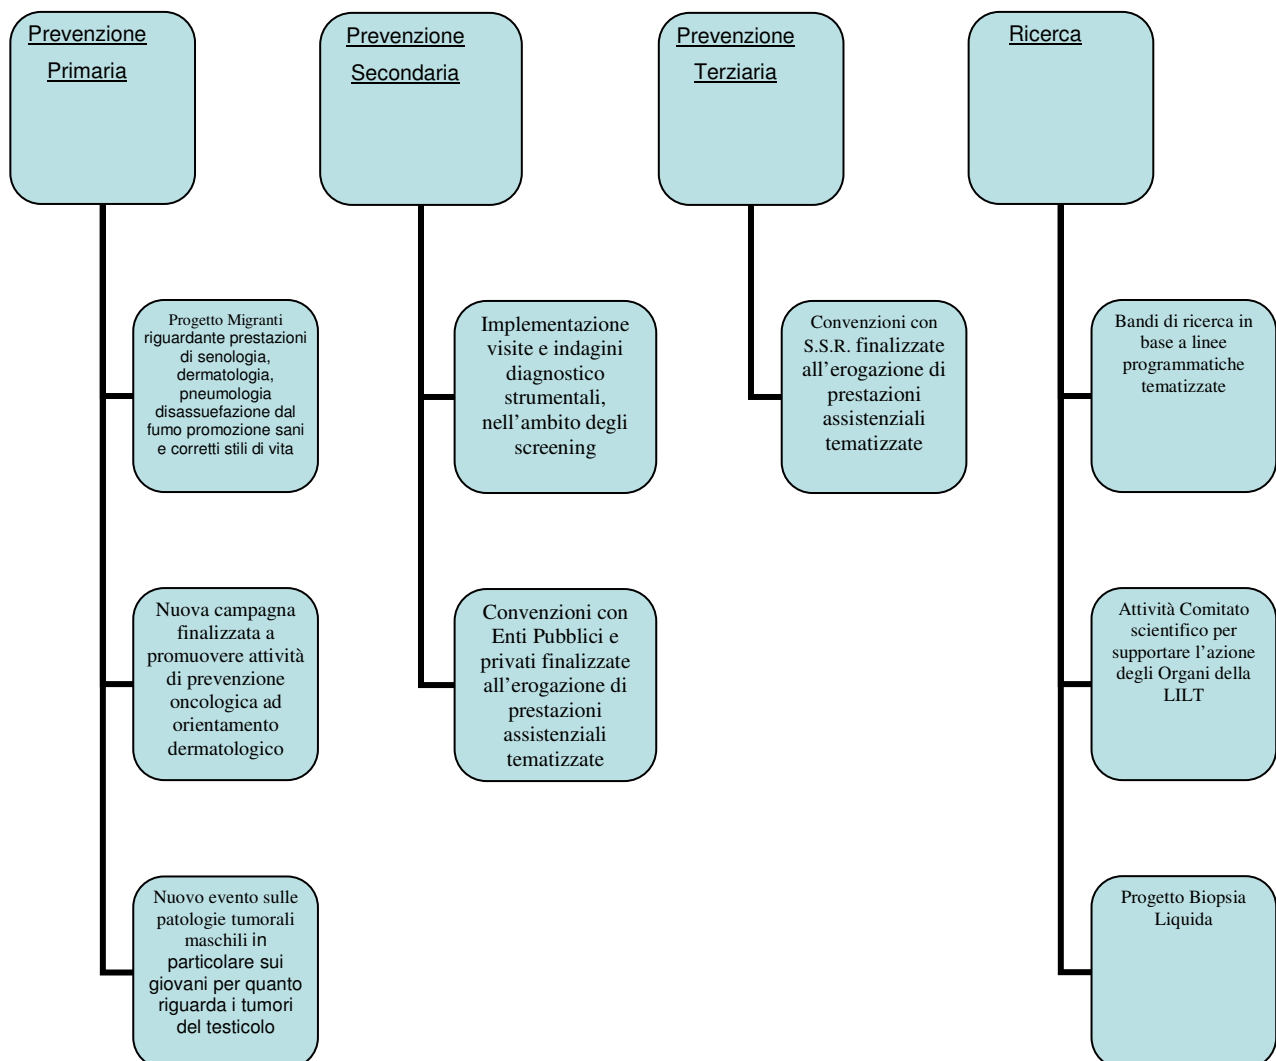 Prevenzione
Primaria
Prevenzione
Secondaria
Prevenzione
Terziaria
Ricerca
Progetto Migranti
riguardante prestazioni
di senologia,
dermatologia,
pneumologia
disassuefazione dal
fumo promozione sani
e corretti stili di vita
Implementazione
visite e indagini
diagnostico
strumentali,
nell’ambito degli
screening
Convenzioni con
S.S.R. finalizzate
all’erogazione di
prestazioni
assistenziali
tematizzate
Bandi di ricerca in
base a linee
programmatiche
tematizzate
Nuova campagna
finalizzata a
promuovere attività
di prevenzione
oncologica ad
orientamento
dermatologico
Convenzioni con
Enti Pubblici e
privati finalizzate
all’erogazione di
prestazioni
assistenziali
tematizzate
Attività Comitato
scientifico per
supportare l’azione
degli Organi della
LILT
Nuovo evento sulle
patologie tumorali
maschili in
particolare sui
giovani per quanto
riguarda i tumori
del testicolo
Progetto Biopsia
Liquida